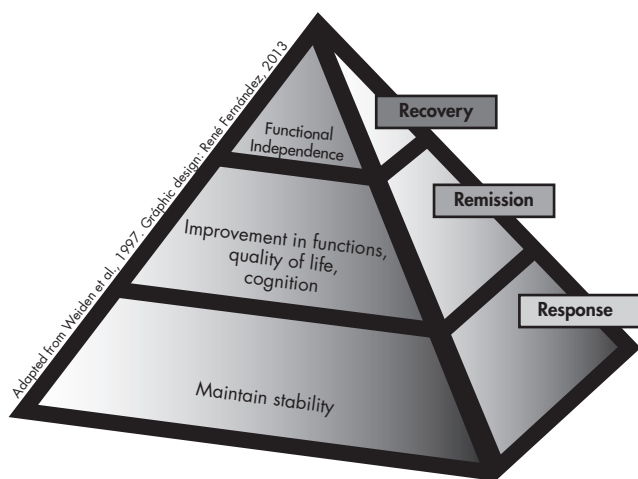 Adapted from Weiden et al., 1997. Gráphic design: René Fernández, 2013
Functional
Independence
Recovery
Improvement in functions,
quality of life,
cognition
Remission
Maintain stability
Response